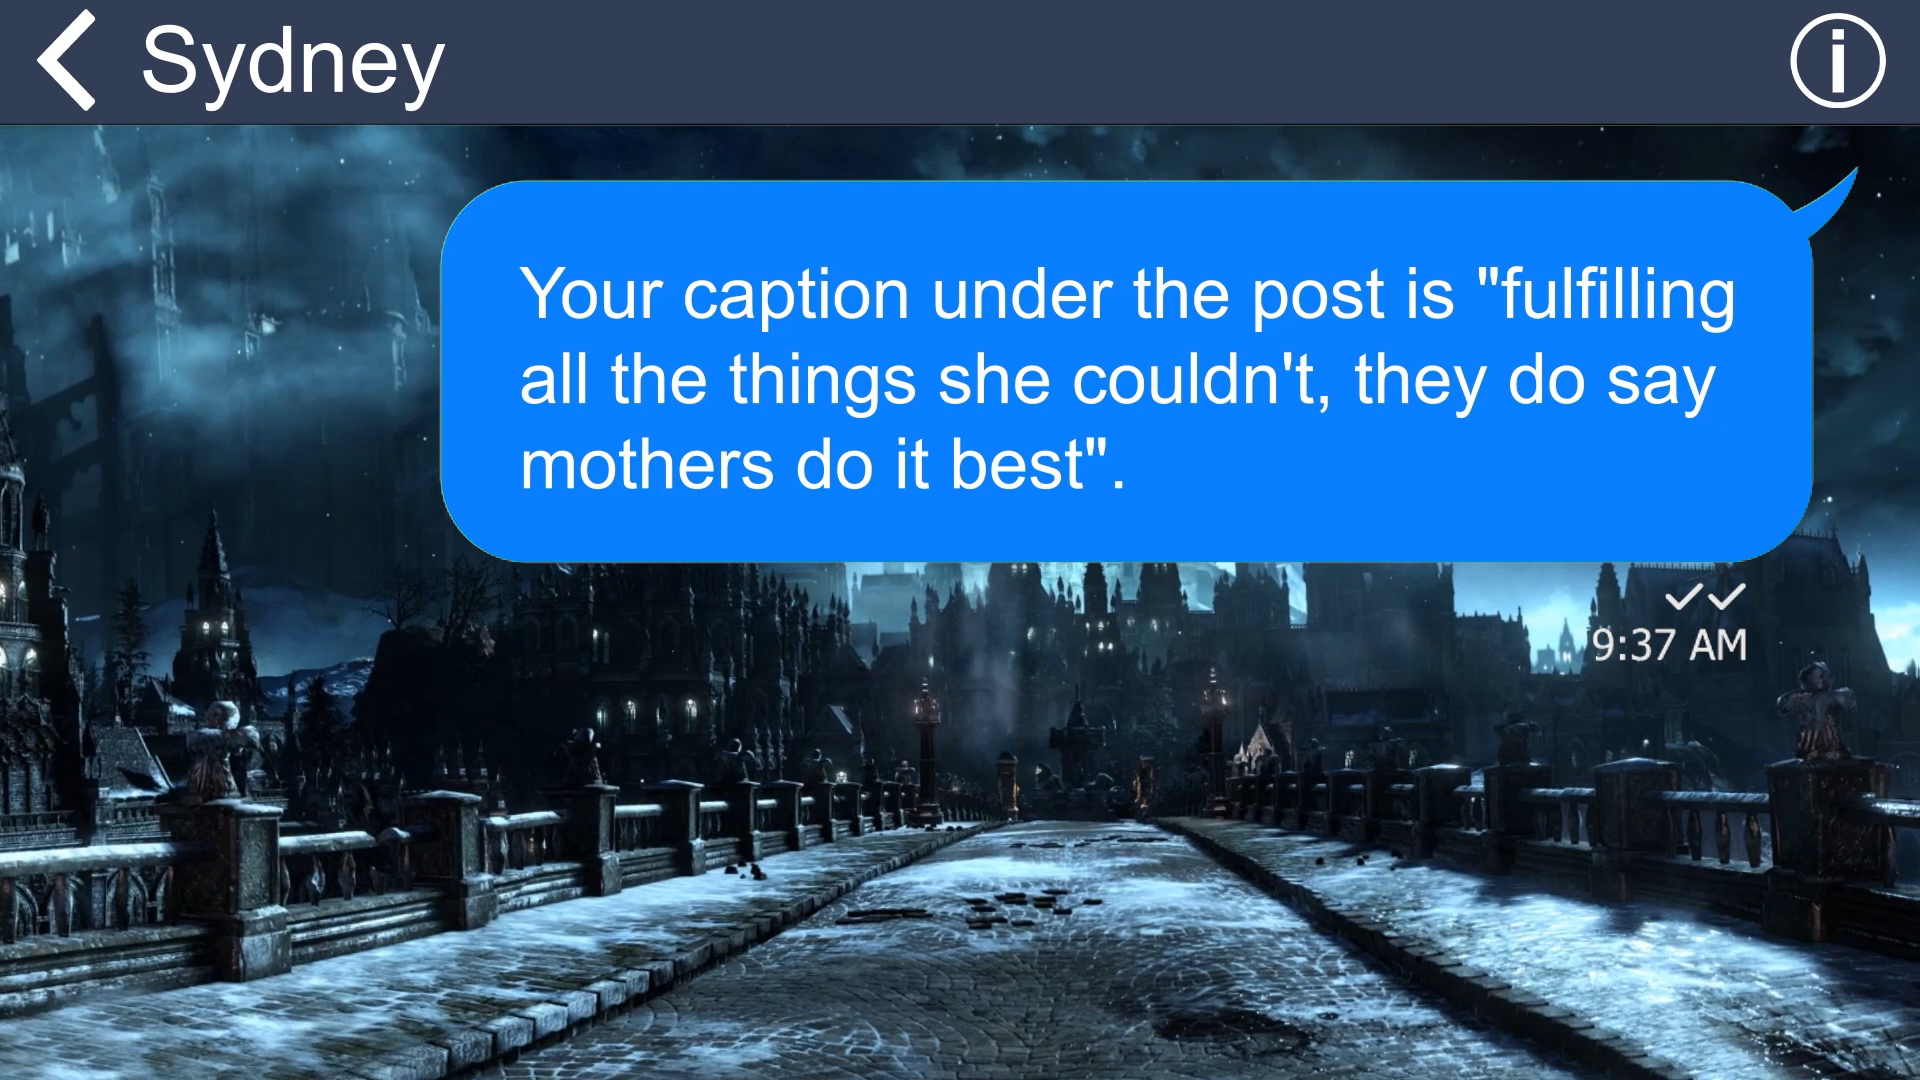 Sydney
Your caption under the post is "fulfilling
all the things she couldn't, they do say
mothers do it best".
9:37 AM